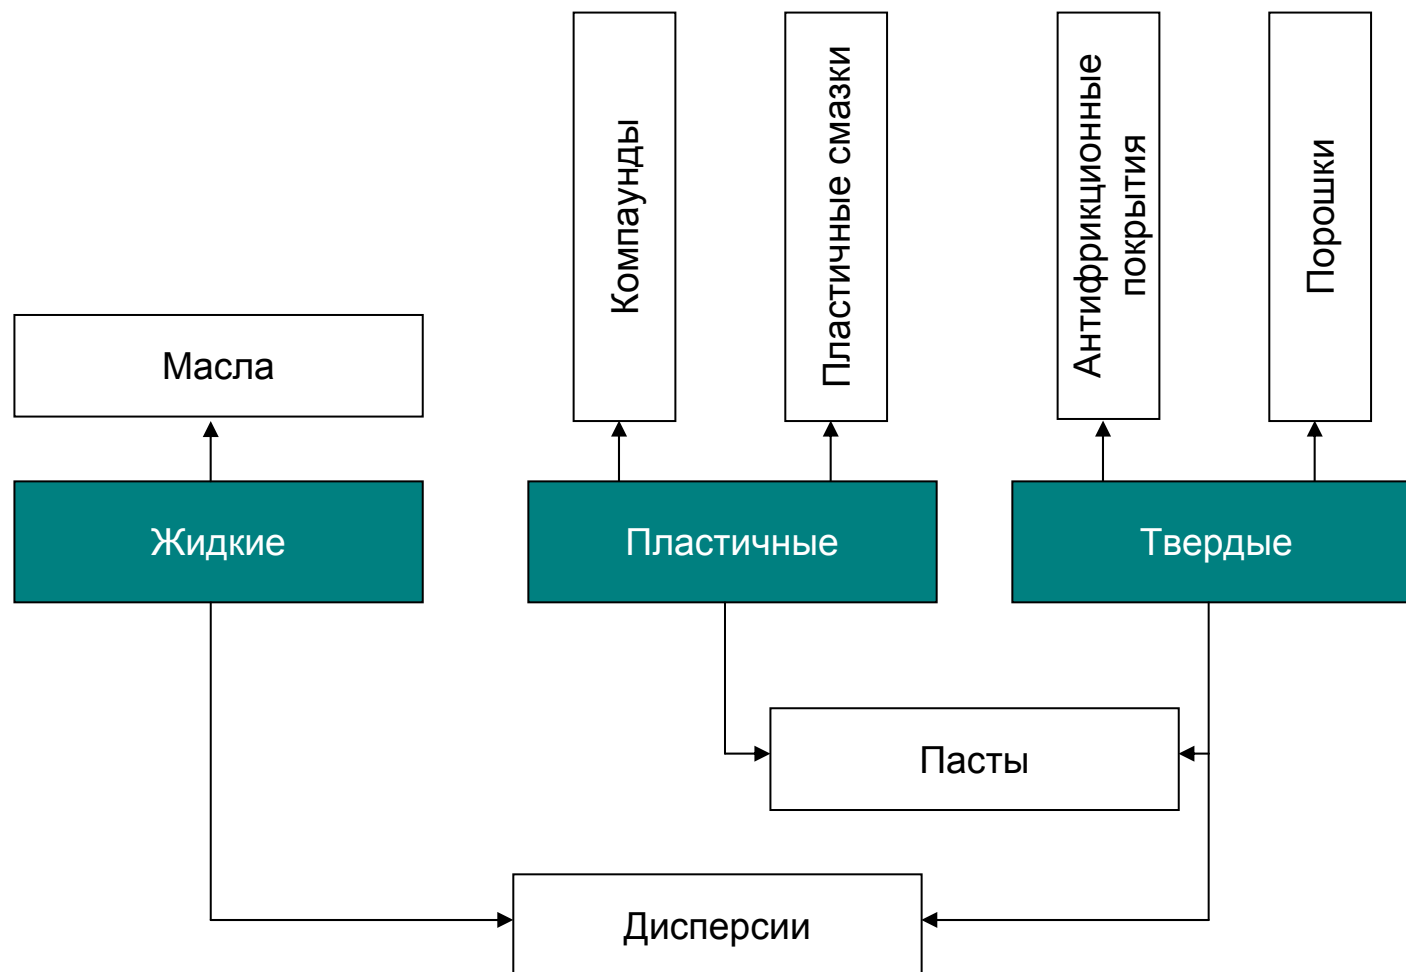 Компаунды
Пластичные смазки
Антифрикционные
покрытия
Порошки
Масла
Жидкие
Пластичные
Твердые
Пасты
Дисперсии